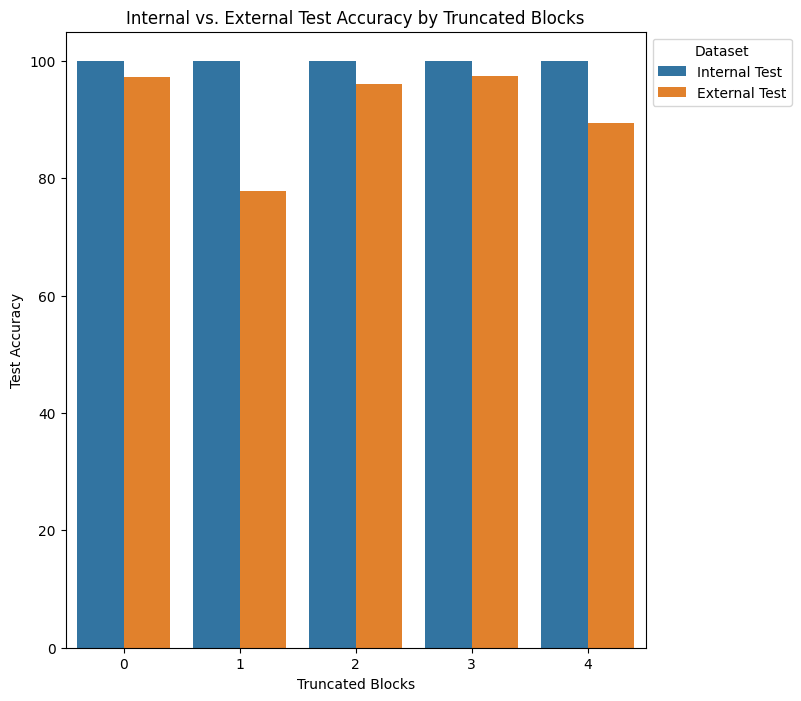 Internal vs. External Test Accuracy by Truncated Blocks
Dataset
Internal Test
External Test
Test Accuracy
100
80
60
40
20
0
0 1 2 3 4
Truncated Blocks